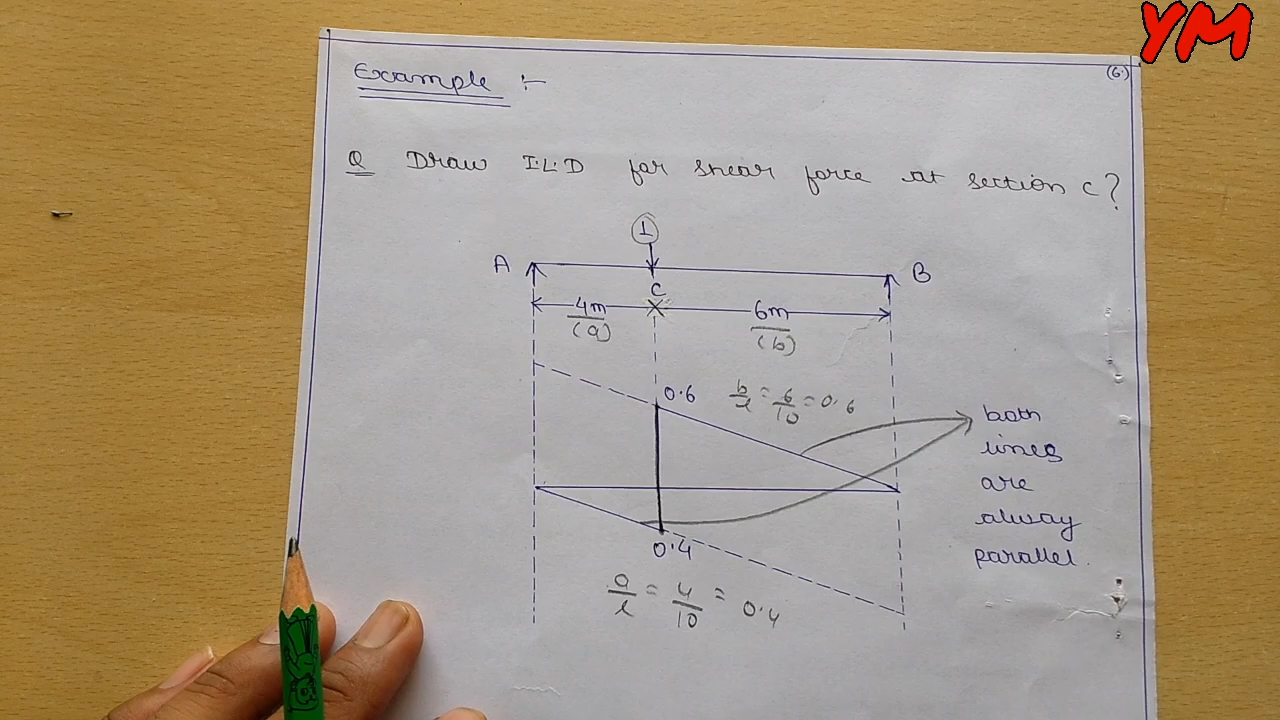 YM
(6.)
Example :-
Q Draw I.L.D for shear force at section C?
1
A B
C
4m 6m
(a) (b)
0.6 b/l = 6/10 = 0.6
both
lines
are
alway
parallel.
0.4
a/l = 4/10 = 0.4